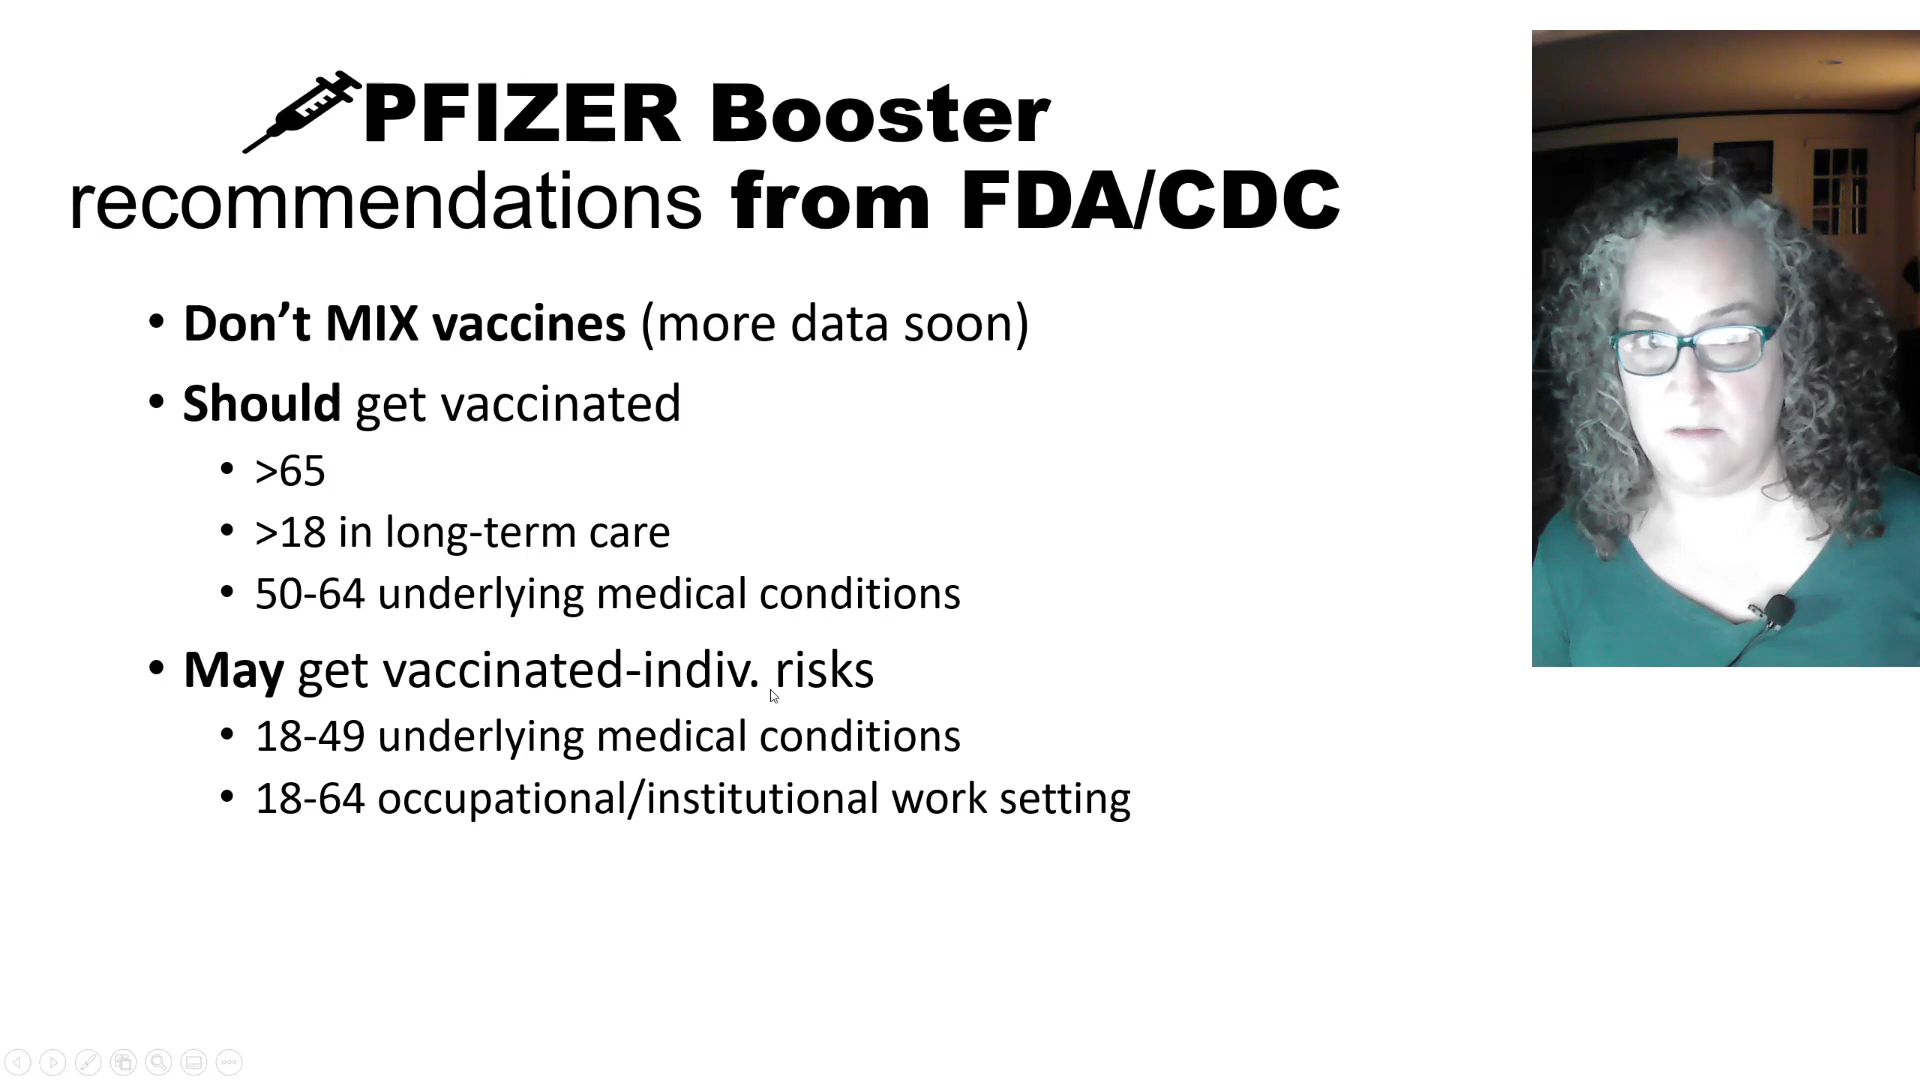 PFIZER Booster
recommendations from FDA/CDC
• Don’t MIX vaccines (more data soon)
• Should get vaccinated
• >65
• >18 in long-term care
• 50-64 underlying medical conditions
• May get vaccinated-indiv. risks
• 18-49 underlying medical conditions
• 18-64 occupational/institutional work setting